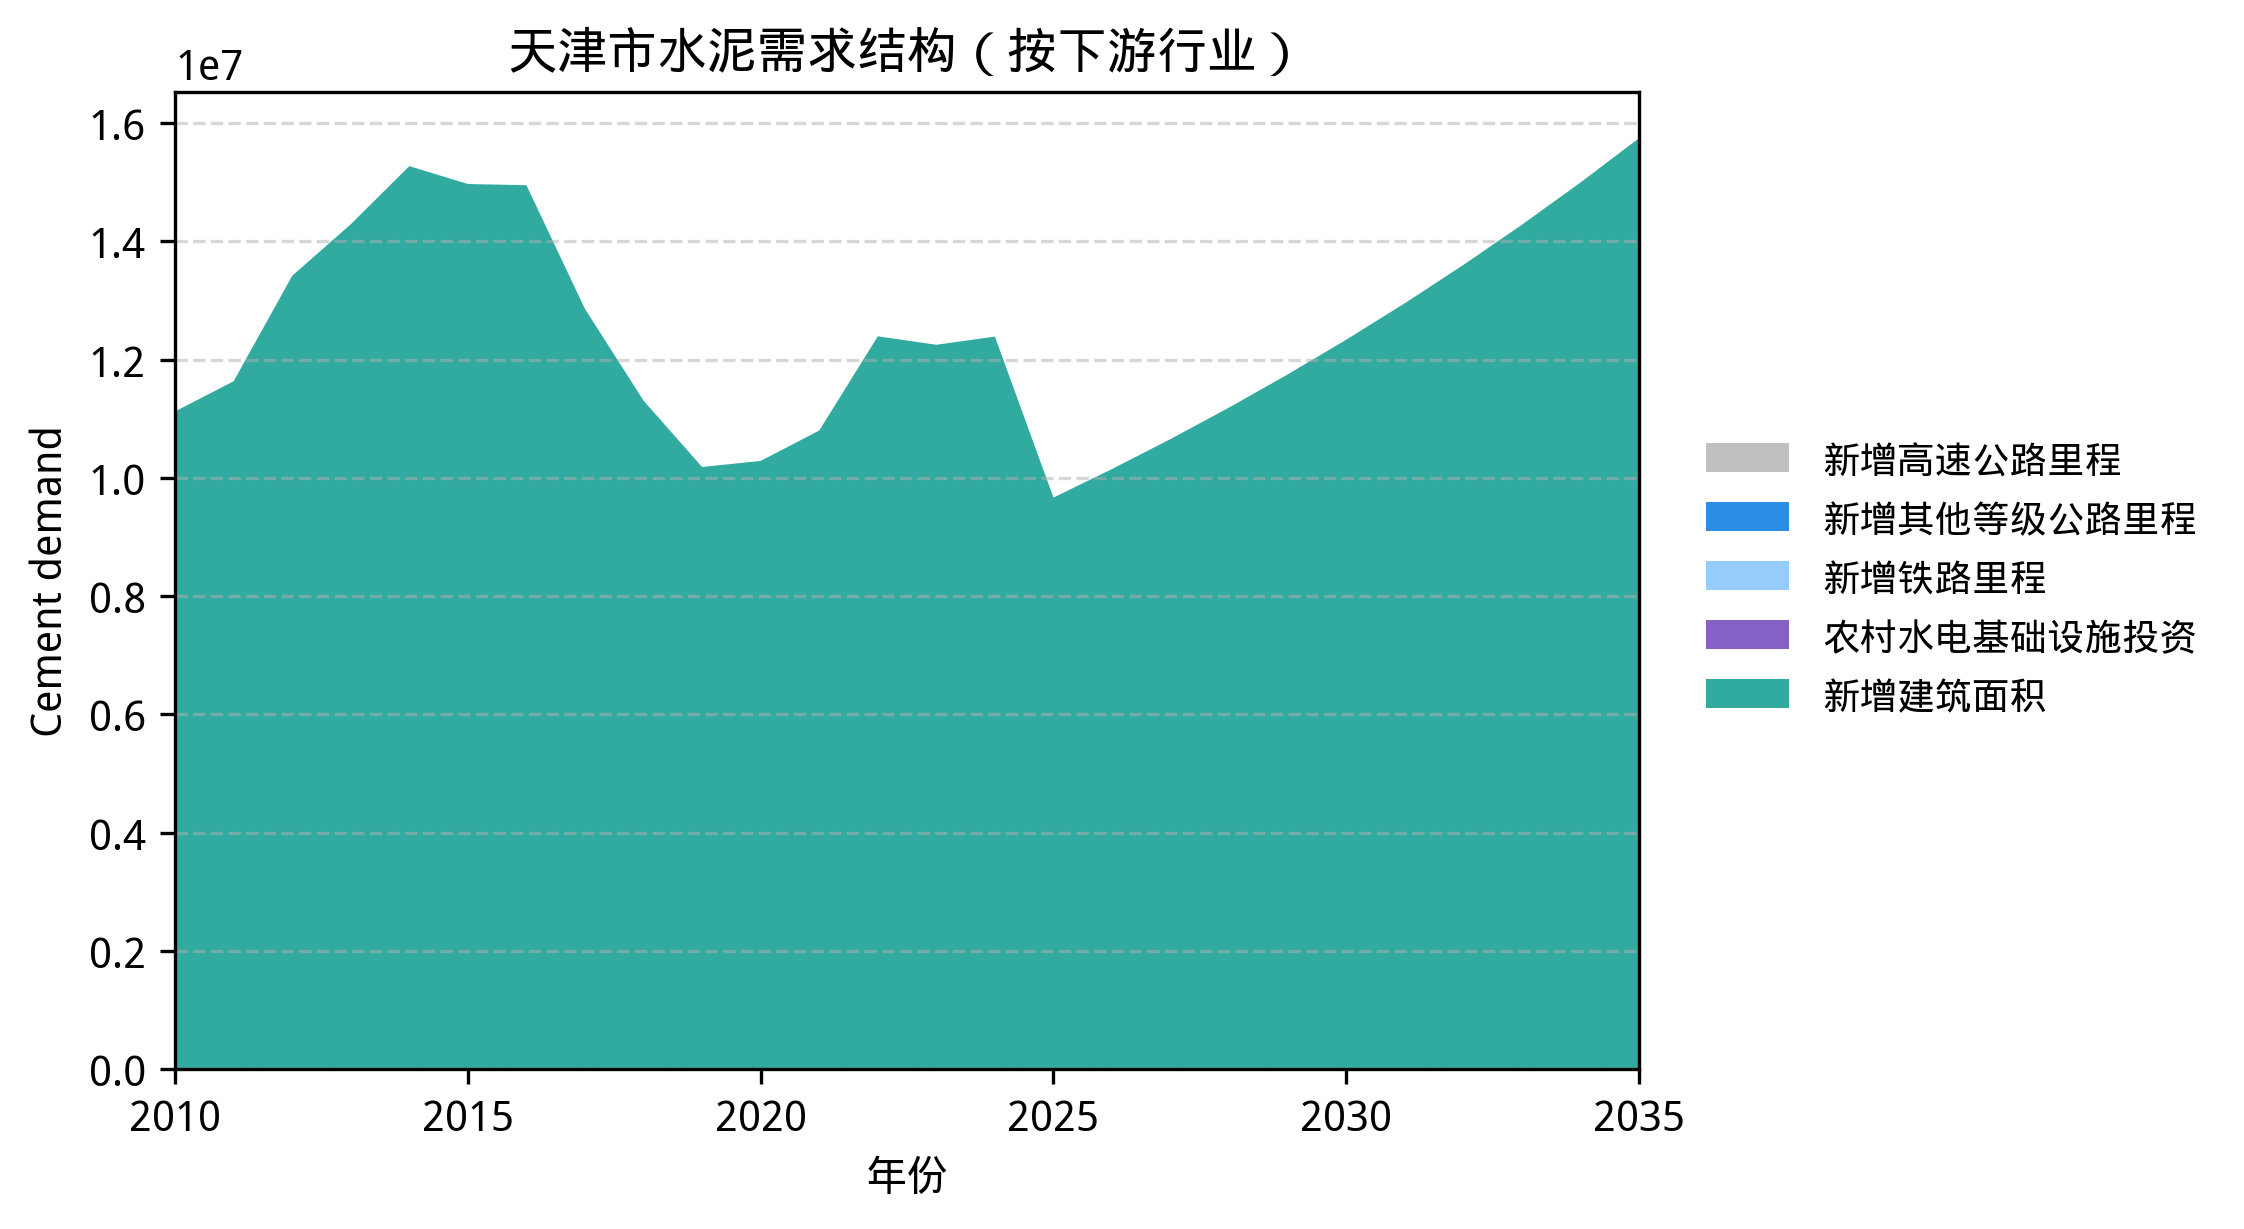 天津市水泥需求结构（按下游行业）
1e7
1.6
1.4
1.2
1.0
0.8
0.6
0.4
0.2
0.0
Cement demand
2010 2015 2020 2025 2030 2035
年份
新增高速公路里程
新增其他等级公路里程
新增铁路里程
农村水电基础设施投资
新增建筑面积